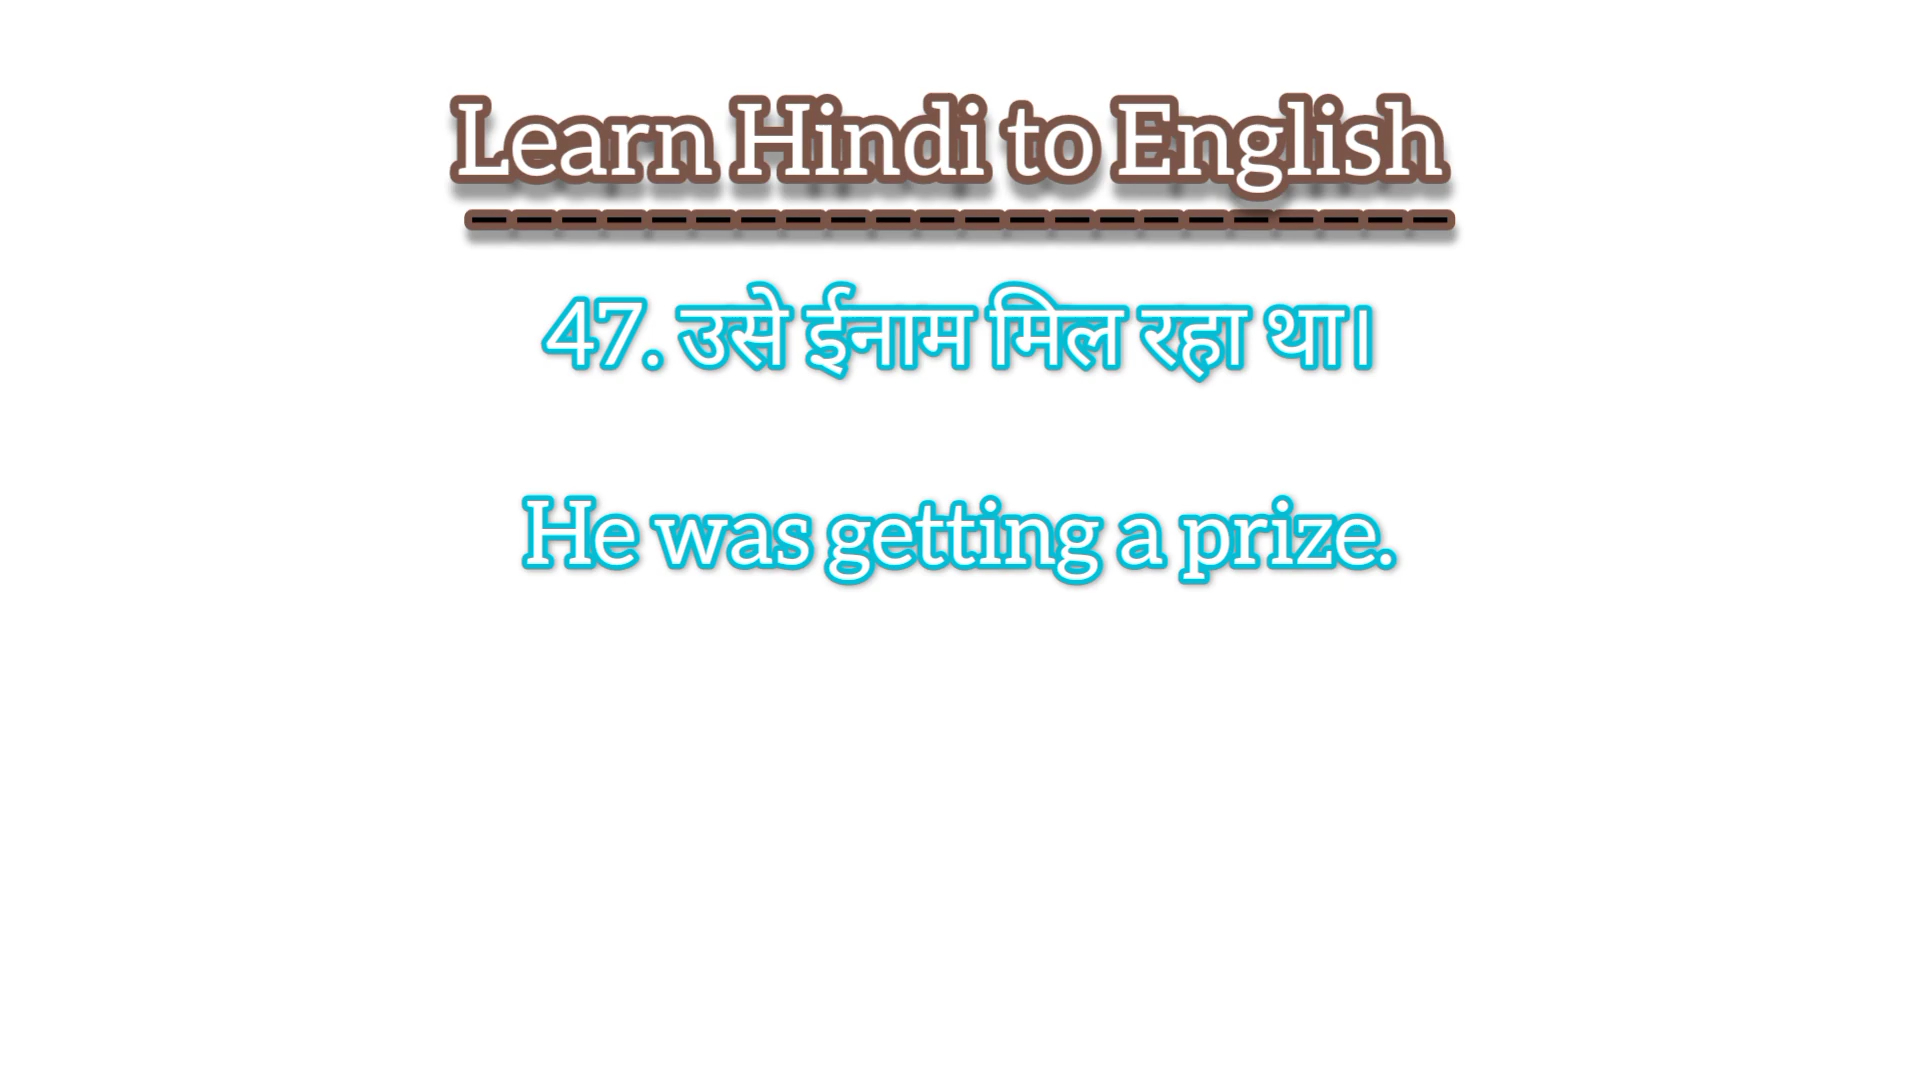 Learn Hindi to English
----------------------
47. उसे ईनाम मिल रहा था।
He was getting a prize.